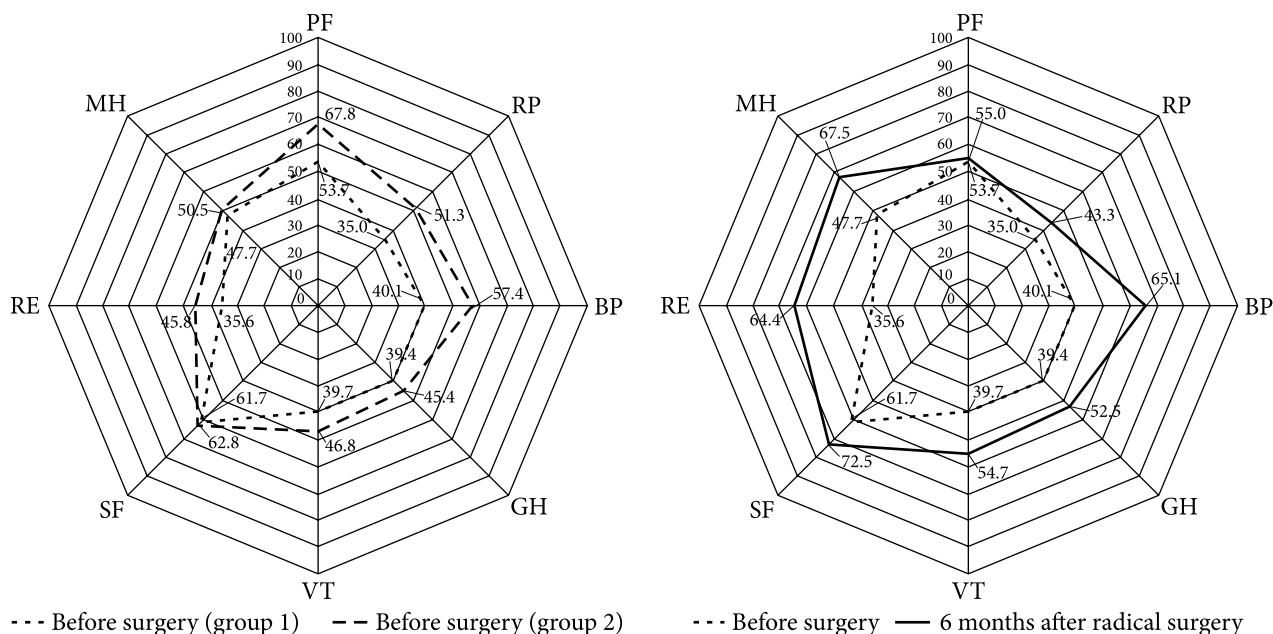 PF
100
90
80
70
60
50
40
30
20
10
0
MH
RP
67.8
53.7
50.5
51.3
35.0
47.7
40.1
57.4
RE
BP
45.8
35.6
39.4
39.7
45.4
61.7
62.8
46.8
SF
GH
VT
Before surgery (group 1)
Before surgery (group 2)
PF
100
90
80
70
60
50
40
30
20
10
0
MH
RP
67.5
55.0
53.7
47.7
35.0
43.3
65.1
40.1
RE
BP
64.4
35.6
39.4
39.7
61.7
52.5
72.5
54.7
SF
GH
VT
Before surgery
6 months after radical surgery